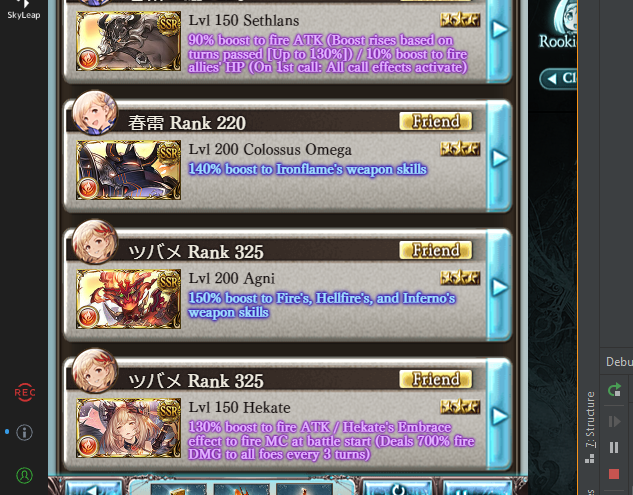 SkyLeap
SSR
Lvl 150 Sethlans
90% boost to fire ATK (Boost rises based on
turns passed [Up to 130%]) / 10% boost to fire
allies' HP (On 1st call: All call effects activate)
Rooki
春雷 Rank 220
Friend
SSR
Lvl 200 Colossus Omega
140% boost to Ironflame's weapon skills
ツバメ Rank 325
Friend
SSR
Lvl 200 Agni
150% boost to Fire's, Hellfire's, and Inferno's
weapon skills
ツバメ Rank 325
Friend
SSR
Lvl 150 Hekate
130% boost to fire ATK / Hekate's Embrace
effect to fire MC at battle start (Deals 700% fire
DMG to all foes every 3 turns)
REC
Debu
7: Structure